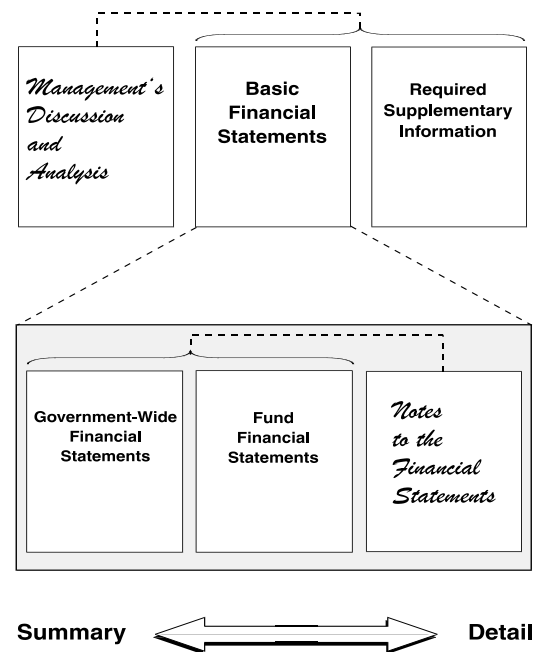 Management's
Discussion
and
Analysis
Basic
Financial
Statements
Required
Supplementary
Information
Government-Wide
Financial
Statements
Fund
Financial
Statements
Notes
to the
Financial
Statements
Summary
Detail